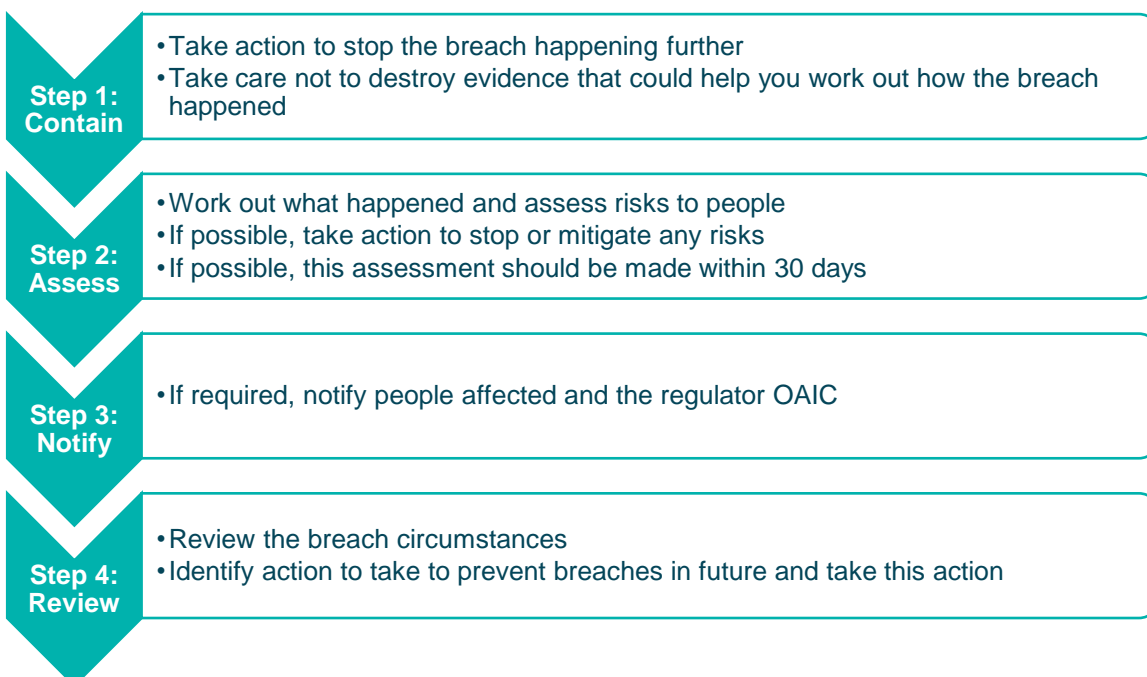 Step 1:
Contain
•Take action to stop the breach happening further
•Take care not to destroy evidence that could help you work out how the breach
happened
Step 2:
Assess
•Work out what happened and assess risks to people
•If possible, take action to stop or mitigate any risks
•If possible, this assessment should be made within 30 days
Step 3:
Notify
•If required, notify people affected and the regulator OAIC
Step 4:
Review
•Review the breach circumstances
•Identify action to take to prevent breaches in future and take this action